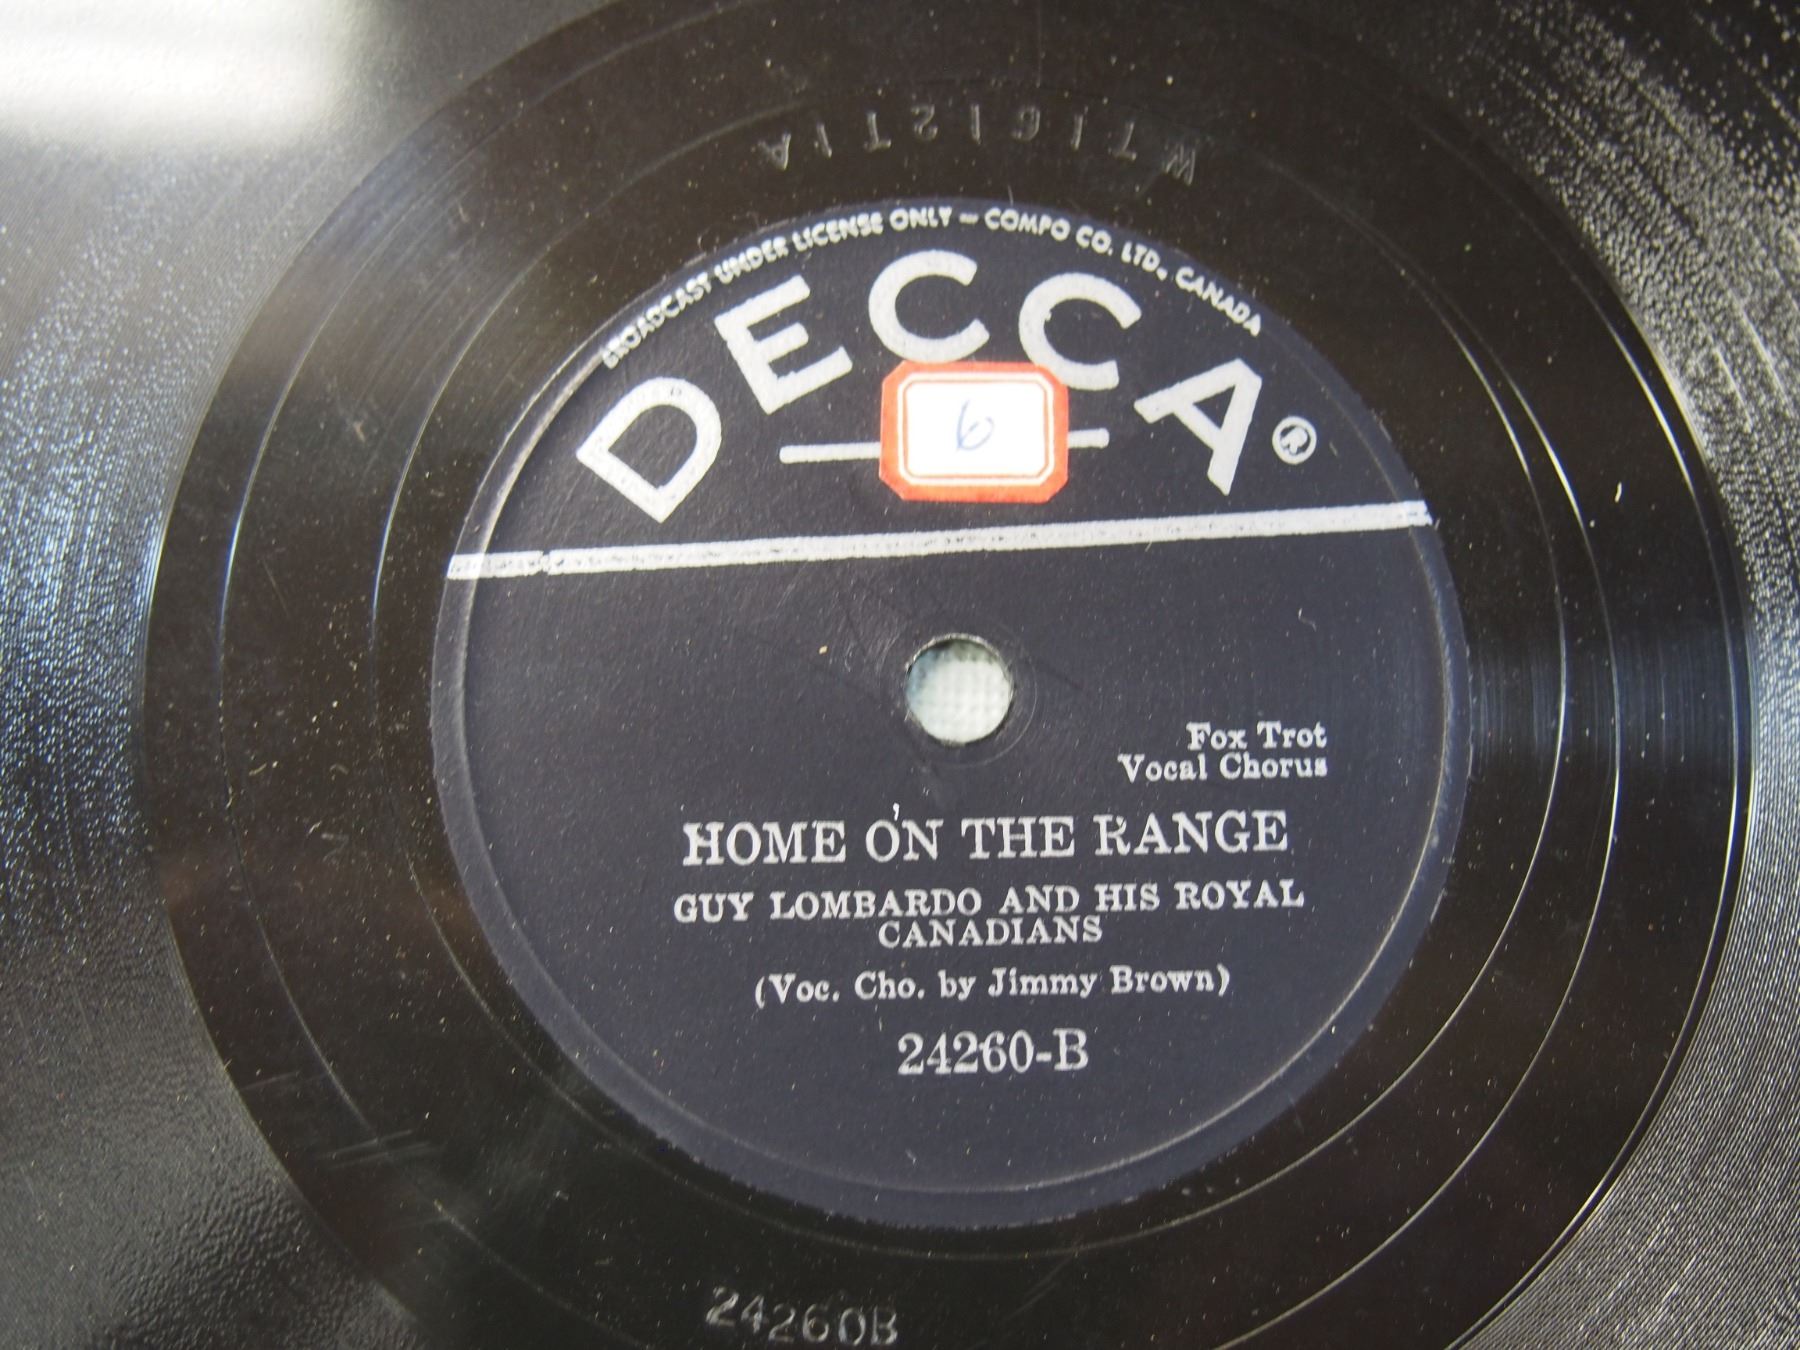 W71612T1A
BROADCAST UNDER LICENSE ONLY — COMPO CO. LTD., CANADA
DECCA®
6
Fox Trot
Vocal Chorus
HOME ON THE RANGE
GUY LOMBARDO AND HIS ROYAL
CANADIANS
(Voc. Cho. by Jimmy Brown)
24260-B
24260B